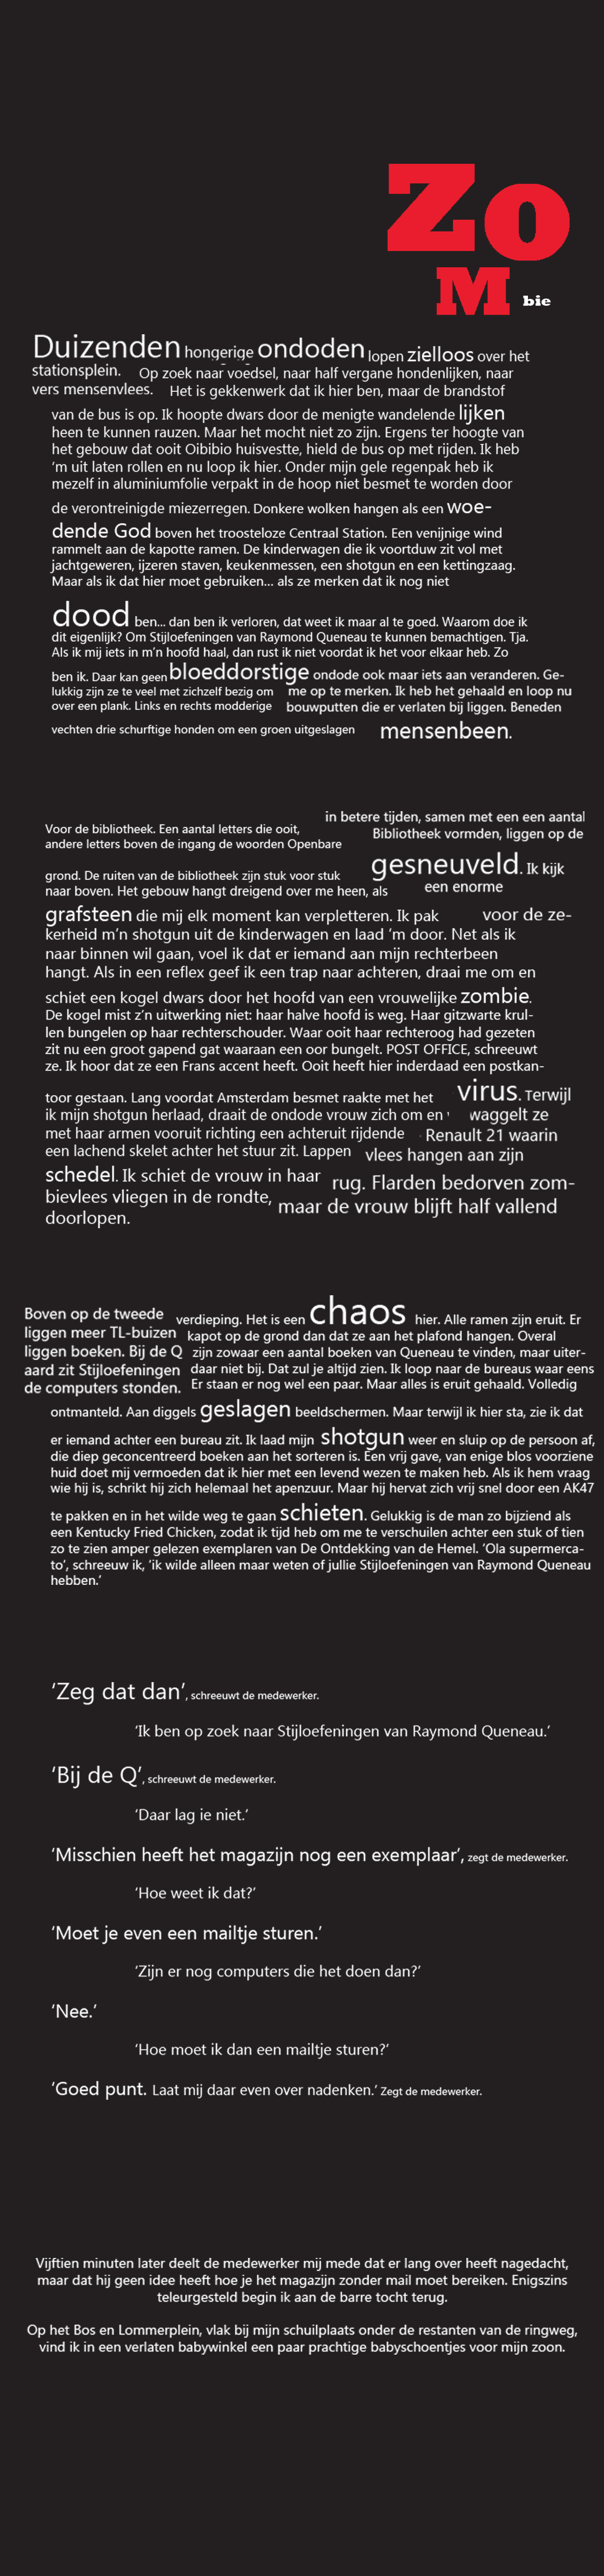 Zo
M bie
Duizenden hongerige ondoden lopen zielloos over het
stationsplein. Op zoek naar voedsel, naar half vergane hondenlijken, naar
vers mensenvlees. Het is gekkenwerk dat ik hier ben, maar de brandstof
van de bus is op. Ik hoopte dwars door de menigte wandelende lijken
heen te kunnen rauzen. Maar het mocht niet zo zijn. Ergens ter hoogte van
het gebouw dat ooit Oibibio huisvestte, hield de bus op met rijden. Ik heb
‘m uit laten rollen en nu loop ik hier. Onder mijn gele regenpak heb ik
mezelf in aluminiumfolie verpakt in de hoop niet besmet te worden door
de verontreinigde miezerregen. Donkere wolken hangen als een woe-
dende God boven het troosteloze Centraal Station. Een venijnige wind
rammelt aan de kapotte ramen. De kinderwagen die ik voortduw zit vol met
jachtgeweren, ijzeren staven, keukenmessen, een shotgun en een kettingzaag.
Maar als ik dat hier moet gebruiken... als ze merken dat ik nog niet
dood ben... dan ben ik verloren, dat weet ik maar al te goed. Waarom doe ik
dit eigenlijk? Om Stijloefeningen van Raymond Queneau te kunnen bemachtigen. Tja.
Als ik mij iets in m’n hoofd haal, dan rust ik niet voordat ik het voor elkaar heb. Zo
ben ik. Daar kan geen bloeddorstige ondode ook maar iets aan veranderen. Ge-
lukkig zijn ze te veel met zichzelf bezig om me op te merken. Ik heb het gehaald en loop nu
over een plank. Links en rechts modderige bouwputten die er verlaten bij liggen. Beneden
vechten drie schurftige honden om een groen uitgeslagen mensenbeen.
Voor de bibliotheek. Een aantal letters die ooit, in betere tijden, samen met een een aantal
andere letters boven de ingang de woorden Openbare Bibliotheek vormden, liggen op de
grond. De ruiten van de bibliotheek zijn stuk voor stuk gesneuveld. Ik kijk
naar boven. Het gebouw hangt dreigend over me heen, als een enorme
grafsteen die mij elk moment kan verpletteren. Ik pak voor de ze-
kerheid m’n shotgun uit de kinderwagen en laad ‘m door. Net als ik
naar binnen wil gaan, voel ik dat er iemand aan mijn rechterbeen
hangt. Als in een reflex geef ik een trap naar achteren, draai me om en
schiet een kogel dwars door het hoofd van een vrouwelijke zombie.
De kogel mist z’n uitwerking niet: haar halve hoofd is weg. Haar gitzwarte krul-
len bungelen op haar rechterschouder. Waar ooit haar rechteroog had gezeten
zit nu een groot gapend gat waaraan een oor bungelt. POST OFFICE, schreeuwt
ze. Ik hoor dat ze een Frans accent heeft. Ooit heeft hier inderdaad een postkan-
toor gestaan. Lang voordat Amsterdam besmet raakte met het virus. Terwijl
ik mijn shotgun herlaad, draait de ondode vrouw zich om en waggelt ze
met haar armen vooruit richting een achteruit rijdende Renault 21 waarin
een lachend skelet achter het stuur zit. Lappen vlees hangen aan zijn
schedel. Ik schiet de vrouw in haar rug. Flarden bedorven zom-
bievlees vliegen in de rondte, maar de vrouw blijft half vallend
doorlopen.
Boven op de tweede verdieping. Het is een chaos hier. Alle ramen zijn eruit. Er
liggen meer TL-buizen kapot op de grond dan dat ze aan het plafond hangen. Overal
liggen boeken. Bij de Q zijn zowaar een aantal boeken van Queneau te vinden, maar uiter-
aard zit Stijloefeningen daar niet bij. Dat zul je altijd zien. Ik loop naar de bureaus waar eens
de computers stonden. Er staan er nog wel een paar. Maar alles is eruit gehaald. Volledig
ontmanteld. Aan diggels geslagen beeldschermen. Maar terwijl ik hier sta, zie ik dat
er iemand achter een bureau zit. Ik laad mijn shotgun weer en sluip op de persoon af,
die diep geconcentreerd boeken aan het sorteren is. Een vrij gave, van enige blos voorziene
huid doet mij vermoeden dat ik hier met een levend wezen te maken heb. Als ik hem vraag
wie hij is, schrikt hij zich helemaal het apenzuur. Maar hij hervat zich vrij snel door een AK47
te pakken en in het wilde weg te gaan schieten. Gelukkig is de man zo bijziend als
een Kentucky Fried Chicken, zodat ik tijd heb om me te verschuilen achter een stuk of tien
zo te zien amper gelezen exemplaren van De Ontdekking van de Hemel. ‘Ola supermerca-
to’, schreeuw ik, ‘ik wilde alleen maar weten of jullie Stijloefeningen van Raymond Queneau
hebben.’
‘Zeg dat dan’, schreeuwt de medewerker.
‘Ik ben op zoek naar Stijloefeningen van Raymond Queneau.’
‘Bij de Q’, schreeuwt de medewerker.
‘Daar lag ie niet.’
‘Misschien heeft het magazijn nog een exemplaar’, zegt de medewerker.
‘Hoe weet ik dat?’
‘Moet je even een mailtje sturen.’
‘Zijn er nog computers die het doen dan?’
‘Nee.’
‘Hoe moet ik dan een mailtje sturen?’
‘Goed punt. Laat mij daar even over nadenken.’ Zegt de medewerker.
Vijftien minuten later deelt de medewerker mij mede dat er lang over heeft nagedacht,
maar dat hij geen idee heeft hoe je het magazijn zonder mail moet bereiken. Enigszins
teleurgesteld begin ik aan de barre tocht terug.
Op het Bos en Lommerplein, vlak bij mijn schuilplaats onder de restanten van de ringweg,
vind ik in een verlaten babywinkel een paar prachtige babyschoentjes voor mijn zoon.